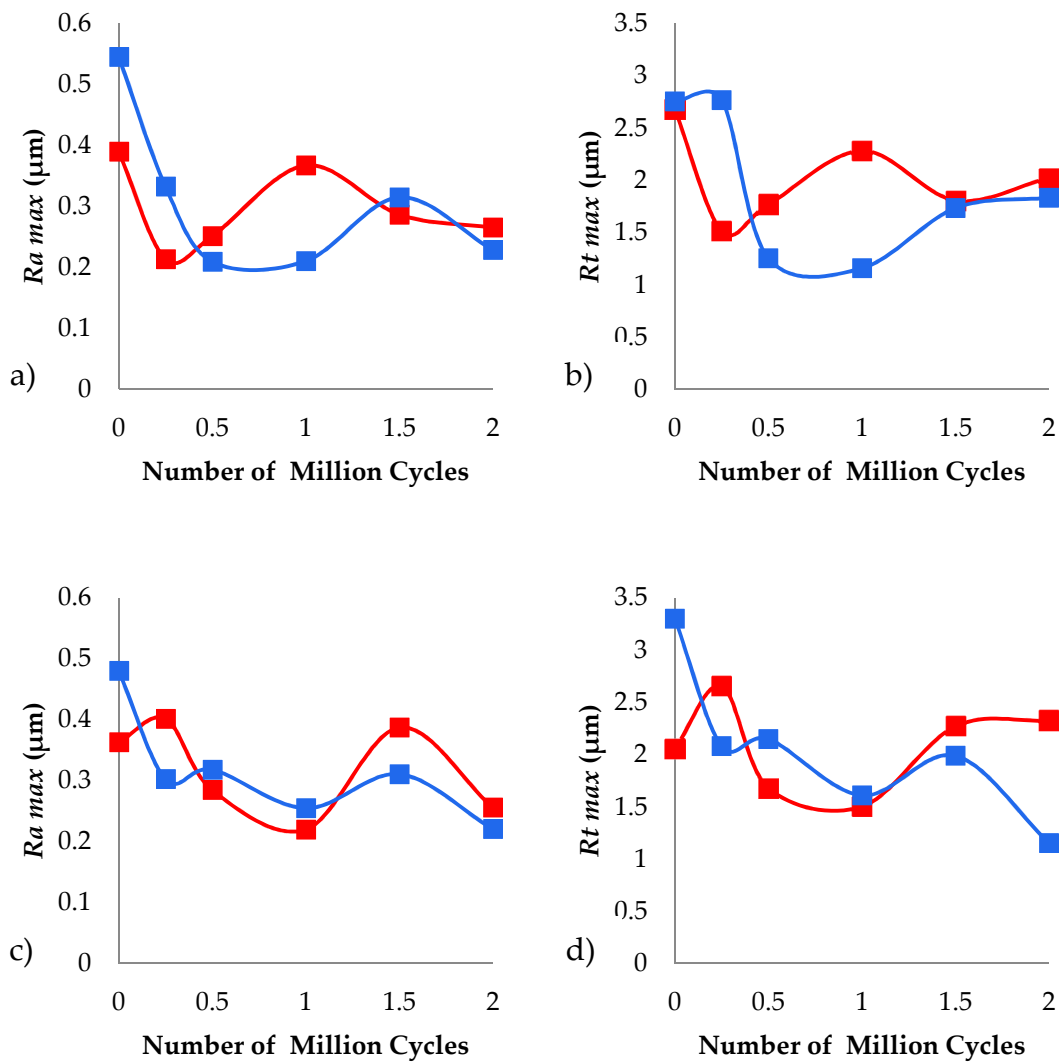 0.6
0.5
0.4
0.3
0.2
0.1
0
Ra max (µm)
0 0.5 1 1.5 2
Number of Million Cycles
a)
3.5
3
2.5
2
1.5
1
0.5
0
Rt max (µm)
0 0.5 1 1.5 2
Number of Million Cycles
b)
0.6
0.5
0.4
0.3
0.2
0.1
0
Ra max (µm)
0 0.5 1 1.5 2
Number of Million Cycles
c)
3.5
3
2.5
2
1.5
1
0.5
0
Rt max (µm)
0 0.5 1 1.5 2
Number of Million Cycles
d)